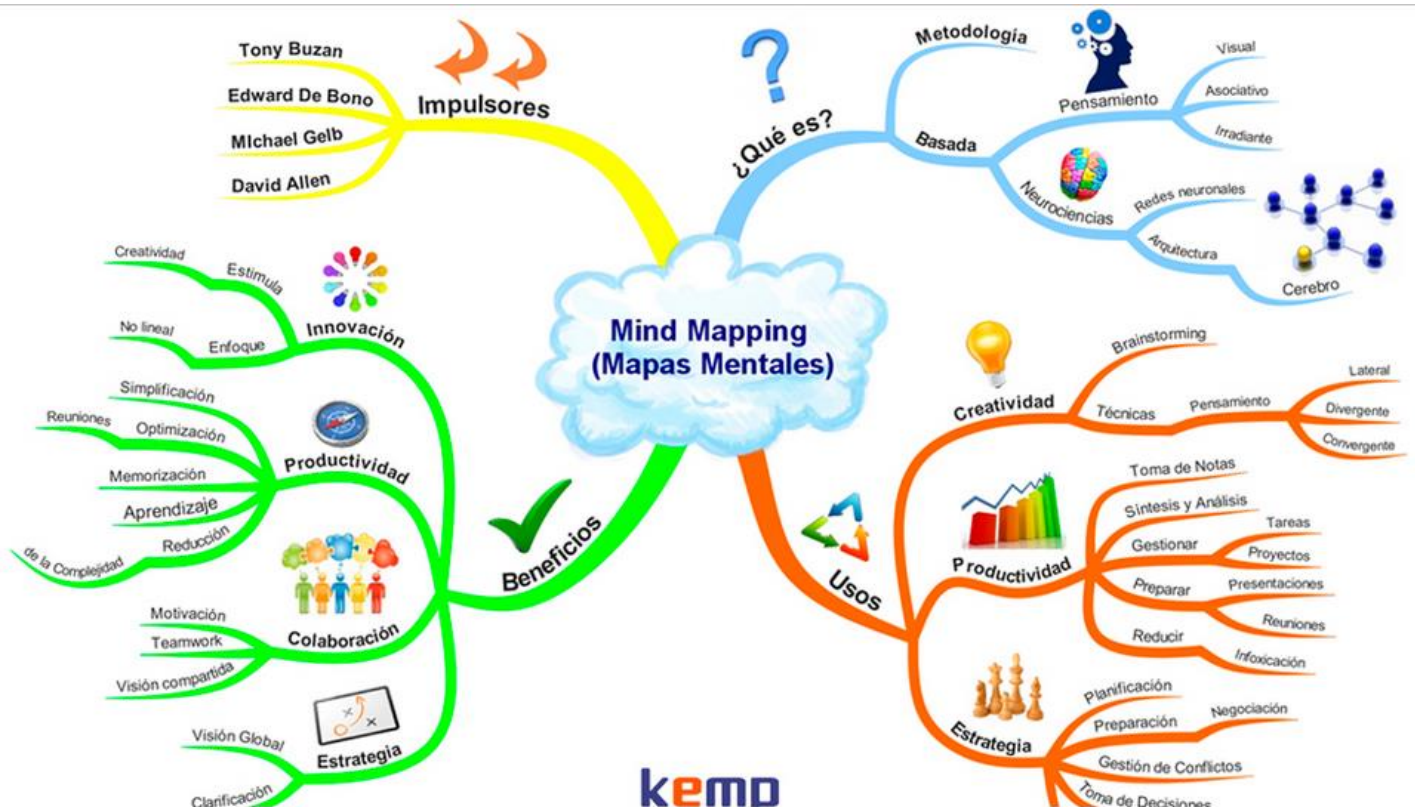 Mind Mapping
(Mapas Mentales)
Impulsores
Tony Buzan
Edward De Bono
MIchael Gelb
David Allen
¿Qué es?
Metodología
Basada
Pensamiento
Visual
Asociativo
Irradiante
Neurociencias
Redes neuronales
Arquitectura
Cerebro
Beneficios
Innovación
Estimula
Creatividad
Enfoque
No lineal
Productividad
Simplificación
Optimización
Reuniones
Memorización
Aprendizaje
Reducción
de la Complejidad
Colaboración
Motivación
Teamwork
Visión compartida
Estrategia
Visión Global
Clarificación
Usos
Creatividad
Brainstorming
Técnicas
Pensamiento
Lateral
Divergente
Convergente
Productividad
Toma de Notas
Síntesis y Análisis
Gestionar
Tareas
Proyectos
Preparar
Presentaciones
Reuniones
Reducir
Infoxicación
Estrategia
Planificación
Preparación
Negociación
Gestión de Conflictos
Toma de Decisiones
kemp